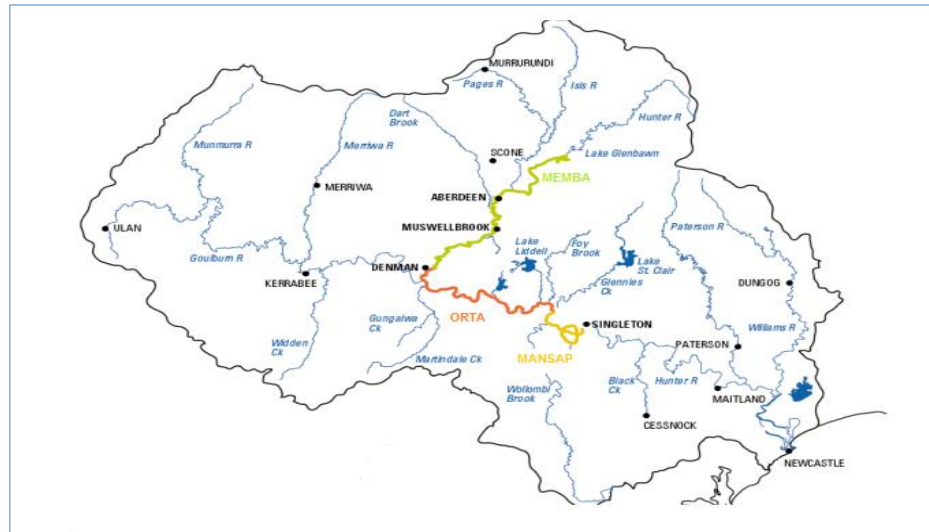 MURRURUNDI
Pages R
Isis R
Dart
Brook
Hunter R
Munmurra R
Merriwa R
SCONE
Lake Glenbawn
MEMBA
MERRIWA
ABERDEEN
ULAN
MUSWELLBROOK
Paterson R
Lake
Liddell
Foy
Brook
Goulburn R
DENMAN
Lake
St. Clair
KERRABEE
Glennies
Ck
DUNGOG
ORTA
Gungalwa
Ck
SINGLETON
Williams R
Widden
Ck
Martindale Ck
MANSAP
PATERSON
Wollombi
Brook
Black
Ck
Hunter R
MAITLAND
CESSNOCK
NEWCASTLE